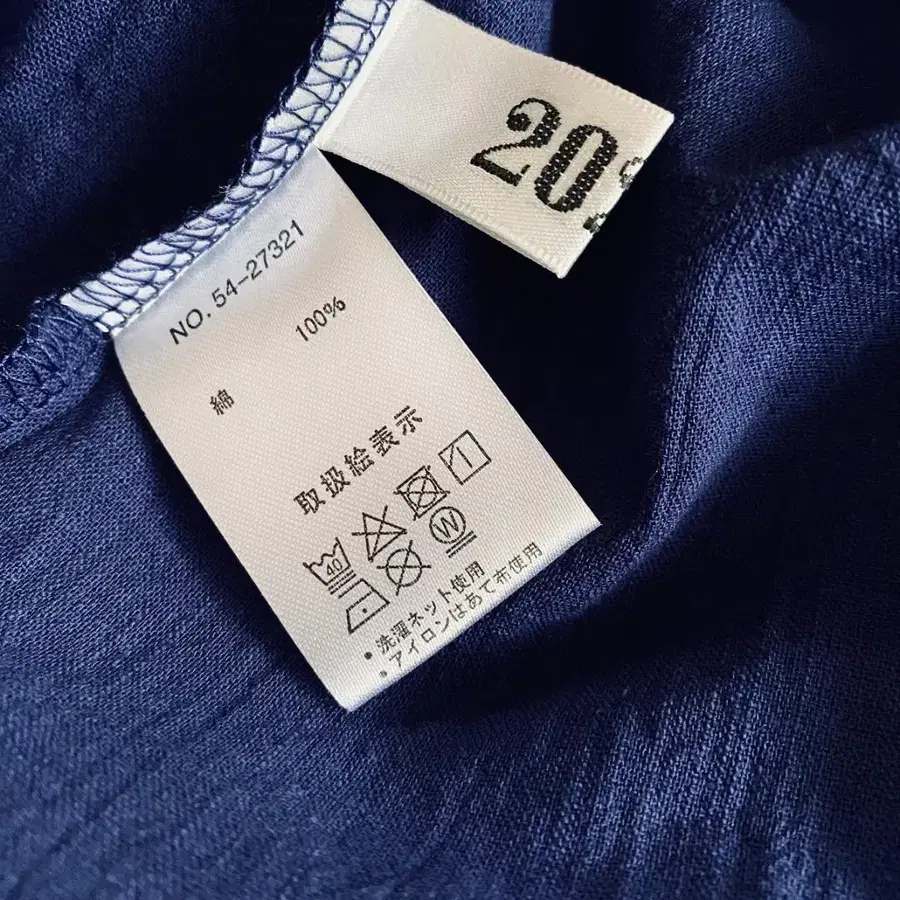 20
NO. 54-27321
綿 100%
取扱絵表示
40
W
・洗濯ネット使用
・アイロンはあて布使用